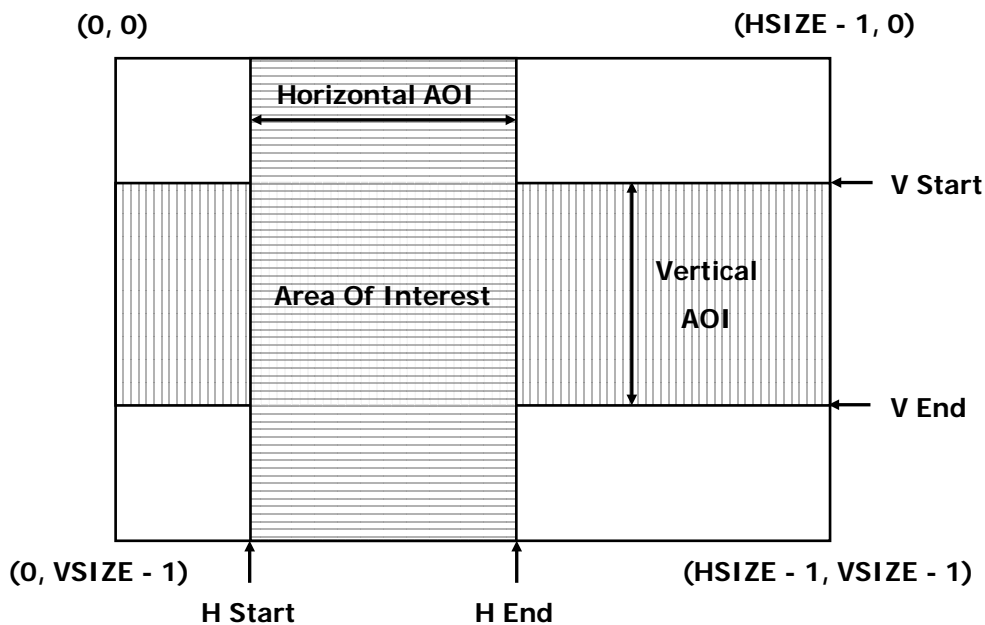 (0, 0)
(HSIZE - 1, 0)
Horizontal AOI
V Start
Area Of Interest
Vertical
AOI
V End
(0, VSIZE - 1)
(HSIZE - 1, VSIZE - 1)
H Start
H End